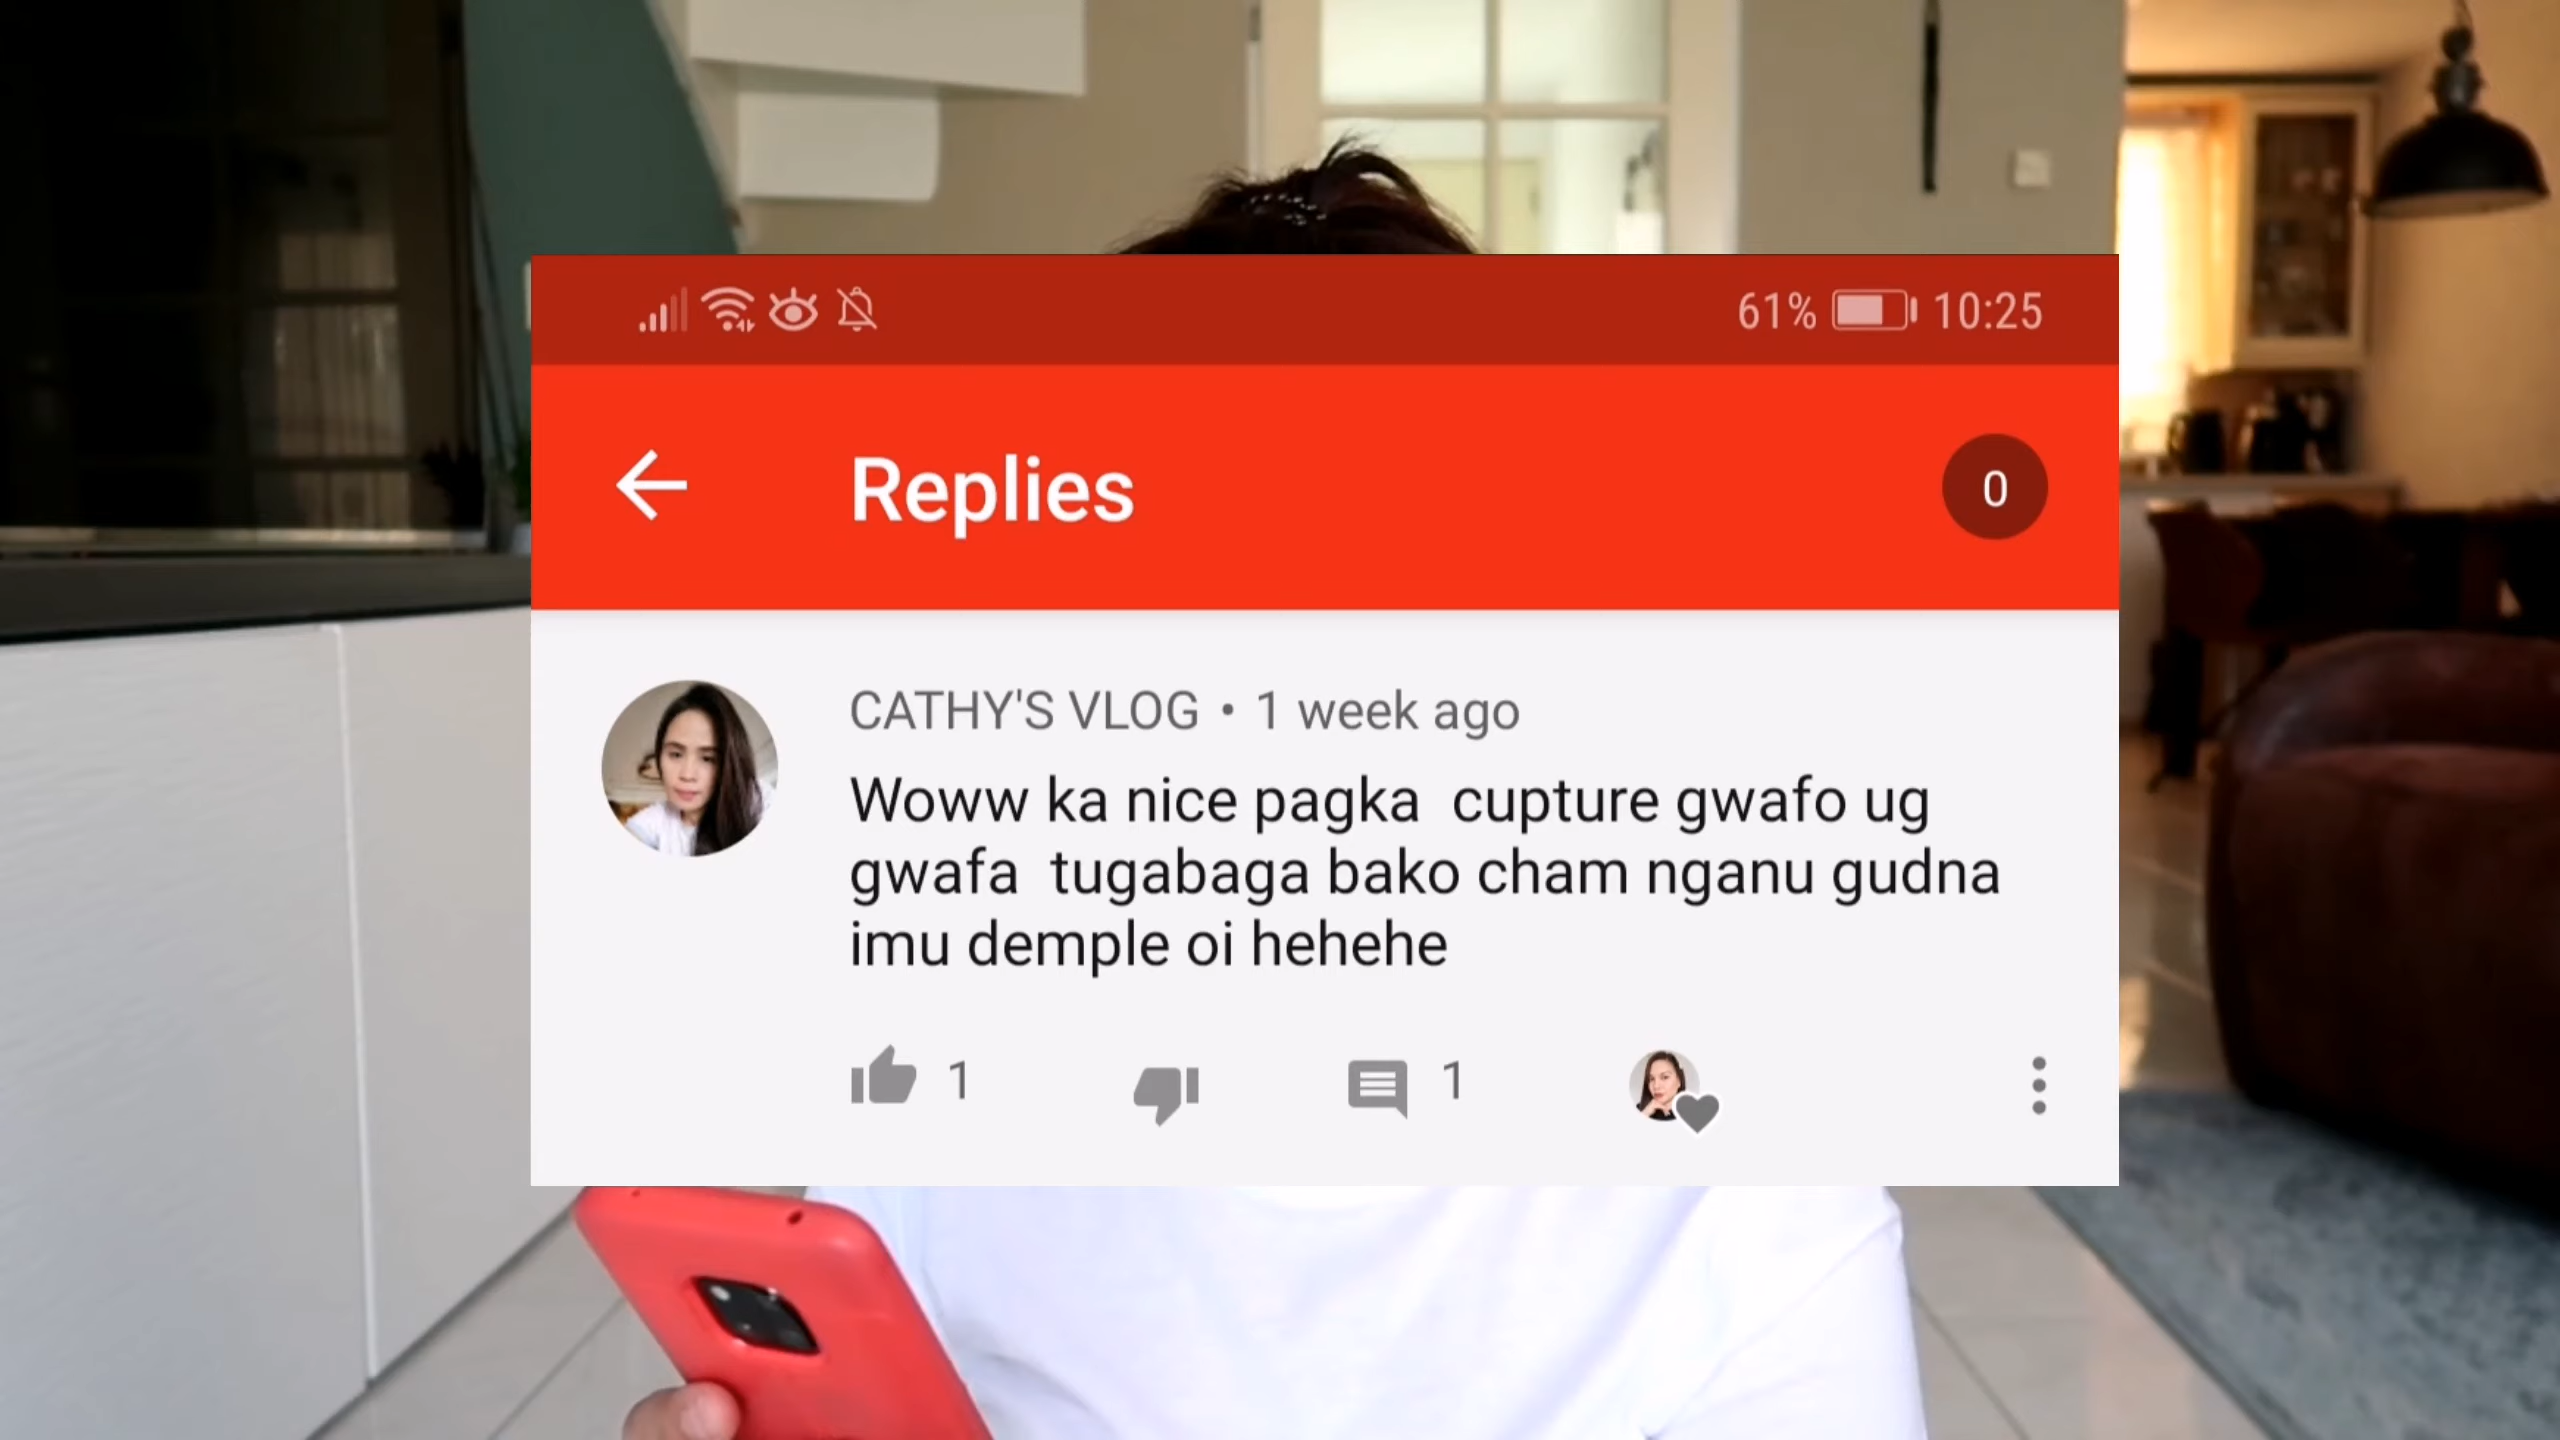 61% 10:25
Replies
0
CATHY'S VLOG • 1 week ago
Woww ka nice pagka cupture gwafo ug
gwafa tugabaga bako cham nganu gudna
imu demple oi hehehe
1
1